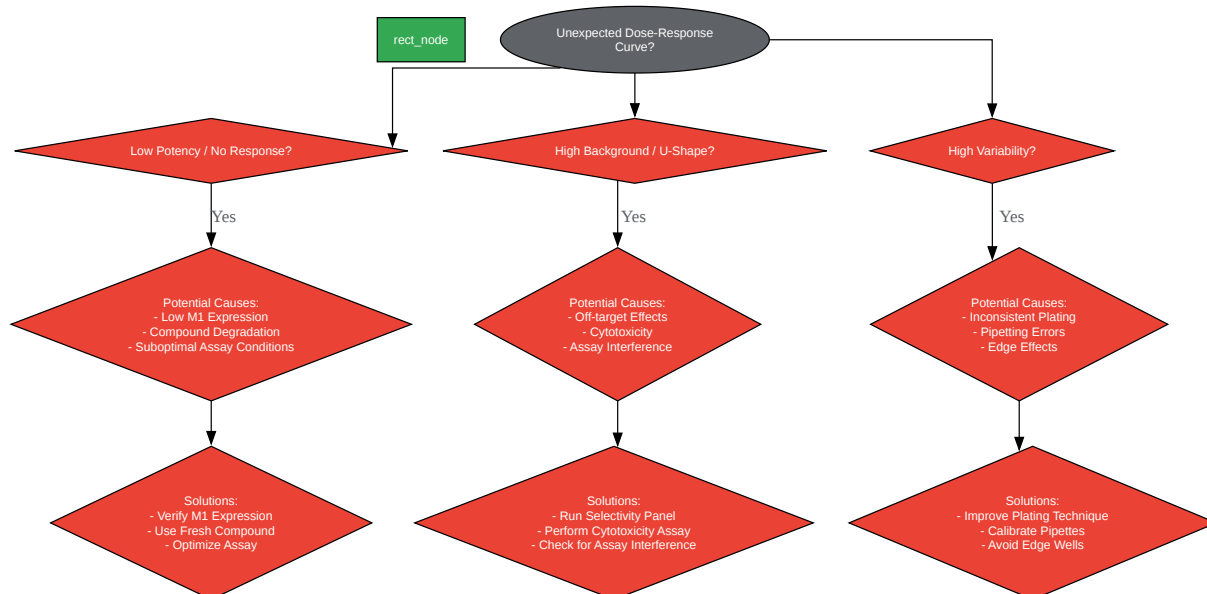 rect_node
Unexpected Dose-Response
Curve?
Low Potency / No Response?
High Background / U-Shape?
High Variability?
Yes
Yes
Yes
Potential Causes:
- Low M1 Expression
- Compound Degradation
- Suboptimal Assay Conditions
Potential Causes:
- Off-target Effects
- Cytotoxicity
- Assay Interference
Potential Causes:
- Inconsistent Plating
- Pipetting Errors
- Edge Effects
Solutions:
- Verify M1 Expression
- Use Fresh Compound
- Optimize Assay
Solutions:
- Run Selectivity Panel
- Perform Cytotoxicity Assay
- Check for Assay Interference
Solutions:
- Improve Plating Technique
- Calibrate Pipettes
- Avoid Edge Wells